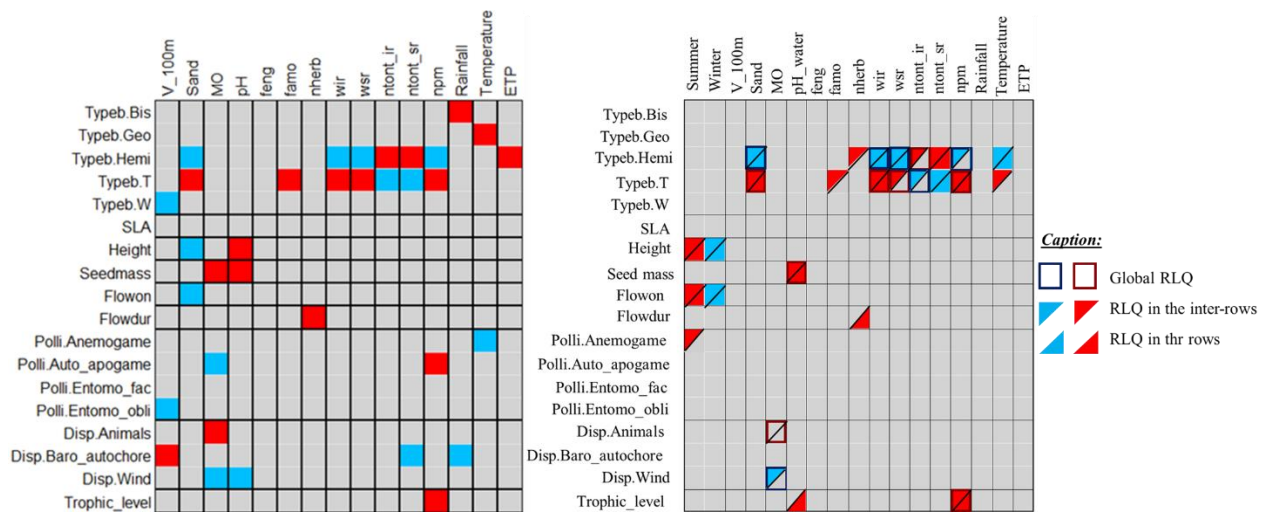 V_100m
Sand
MO
pH
feng
famo
nherb
wir
wsr
ntont_ir
ntont_sr
npm
Rainfall
Temperature
ETP
Typeb.Bis
Typeb.Geo
Typeb.Hemi
Typeb.T
Typeb.W
SLA
Height
Seedmass
Flowon
Flowdur
Polli.Anemogame
Polli.Auto_apogame
Polli.Entomo_fac
Polli.Entomo_obli
Disp.Animals
Disp.Baro_autochore
Disp.Wind
Trophic_level
Summer
Winter
V_100m
Sand
MO
pH_water
feng
famo
nherb
wir
wsr
ntont_ir
ntont_sr
npm
Rainfall
Temperature
ETP
Typeb.Bis
Typeb.Geo
Typeb.Hemi
Typeb.T
Typeb.W
SLA
Height
Seed mass
Flowon
Flowdur
Polli.Anemogame
Polli.Auto_apogame
Polli.Entomo_fac
Polli.Entomo_obli
Disp.Animals
Disp.Baro_autochore
Disp.Wind
Trophic_level
Caption:
Global RLQ
RLQ in the inter-rows
RLQ in thr rows